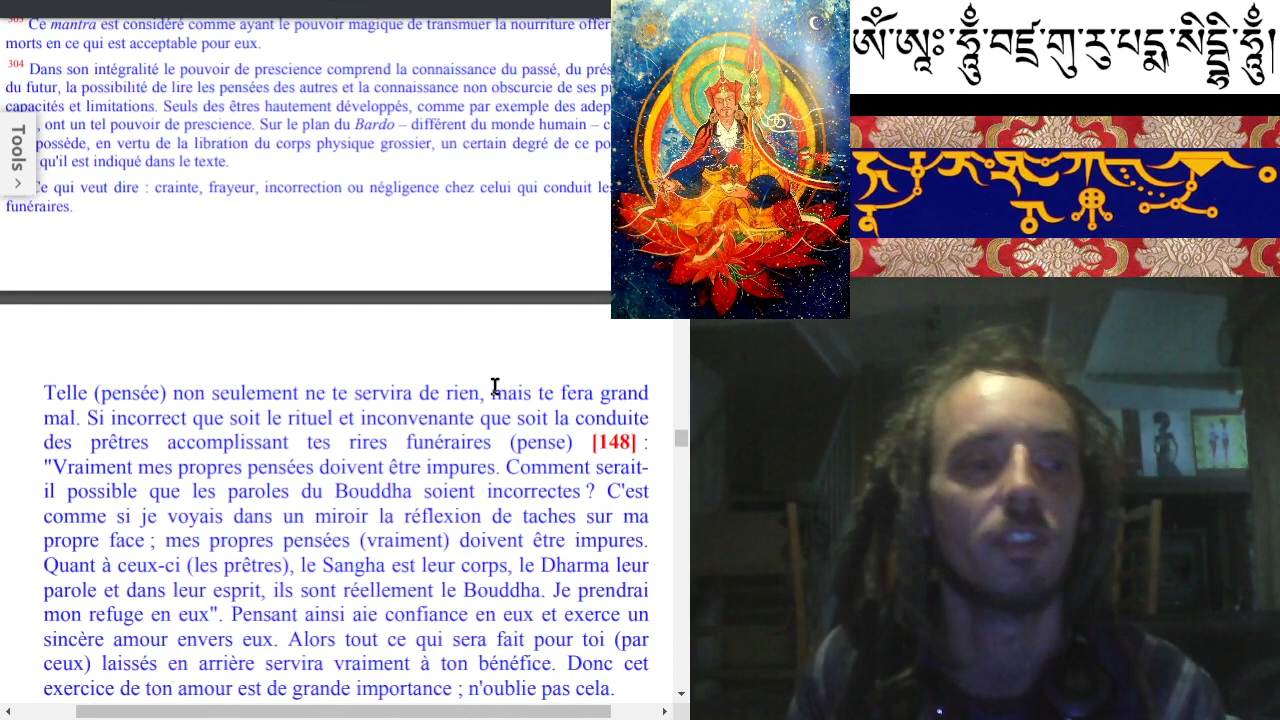 303 Ce mantra est considéré comme ayant le pouvoir magique de transmuer la nourriture offer
morts en ce qui est acceptable pour eux.
304 Dans son intégralité le pouvoir de prescience comprend la connaissance du passé, du prés
du futur, la possibilité de lire les pensées des autres et la connaissance non obscurcie de ses pr
capacités et limitations. Seuls des êtres hautement développés, comme par exemple des adep
, ont un tel pouvoir de prescience. Sur le plan du Bardo – différent du monde humain – c
possède, en vertu de la libration du corps physique grossier, un certain degré de ce po
qu'il est indiqué dans le texte.
Ce qui veut dire : crainte, frayeur, incorrection ou négligence chez celui qui conduit les
funéraires.
Tools >
ༀ་ཨཱཿ་ཧཱུྃ་བཛྲ་གུ་རུ་པདྨ་སིདྡྷི་ཧཱུྃ།
Telle (pensée) non seulement ne te servira de rien, mais te fera grand
mal. Si incorrect que soit le rituel et inconvenante que soit la conduite
des prêtres accomplissant tes rires funéraires (pense) [148] :
"Vraiment mes propres pensées doivent être impures. Comment serait-
il possible que les paroles du Bouddha soient incorrectes ? C'est
comme si je voyais dans un miroir la réflexion de taches sur ma
propre face ; mes propres pensées (vraiment) doivent être impures.
Quant à ceux-ci (les prêtres), le Sangha est leur corps, le Dharma leur
parole et dans leur esprit, ils sont réellement le Bouddha. Je prendrai
mon refuge en eux". Pensant ainsi aie confiance en eux et exerce un
sincère amour envers eux. Alors tout ce qui sera fait pour toi (par
ceux) laissés en arrière servira vraiment à ton bénéfice. Donc cet
exercice de ton amour est de grande importance ; n'oublie pas cela.